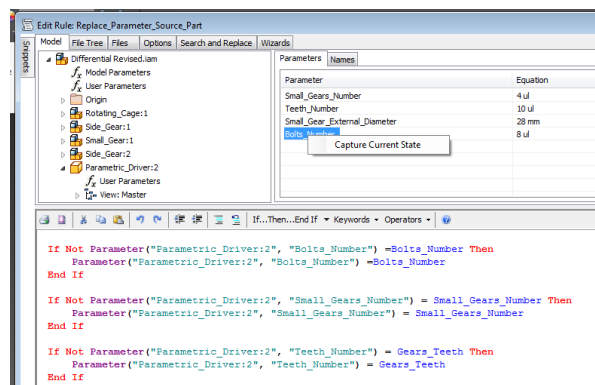 Edit Rule: Replace_Parameter_Source_Part
Snippets
Model File Tree Files Options Search and Replace Wizards
Differential Revised.iam
fx Model Parameters
fx User Parameters
Origin
Rotating_Cage:1
Side_Gear:1
Small_Gear:1
Side_Gear:2
Parametric_Driver:2
fx User Parameters
View: Master
Parameters Names
Parameter Equation
Small_Gears_Number 4 ul
Teeth_Number 10 ul
Small_Gear_External_Diameter 28 mm
Bolts_Number 8 ul
Capture Current State
If...Then...End If Keywords Operators
If Not Parameter("Parametric_Driver:2", "Bolts_Number") =Bolts_Number Then
Parameter("Parametric_Driver:2", "Bolts_Number") =Bolts_Number
End If
If Not Parameter("Parametric_Driver:2", "Small_Gears_Number") = Small_Gears_Number Then
Parameter("Parametric_Driver:2", "Small_Gears_Number") = Small_Gears_Number
End If
If Not Parameter("Parametric_Driver:2", "Teeth_Number") = Gears_Teeth Then
Parameter("Parametric_Driver:2", "Teeth_Number") = Gears_Teeth
End If